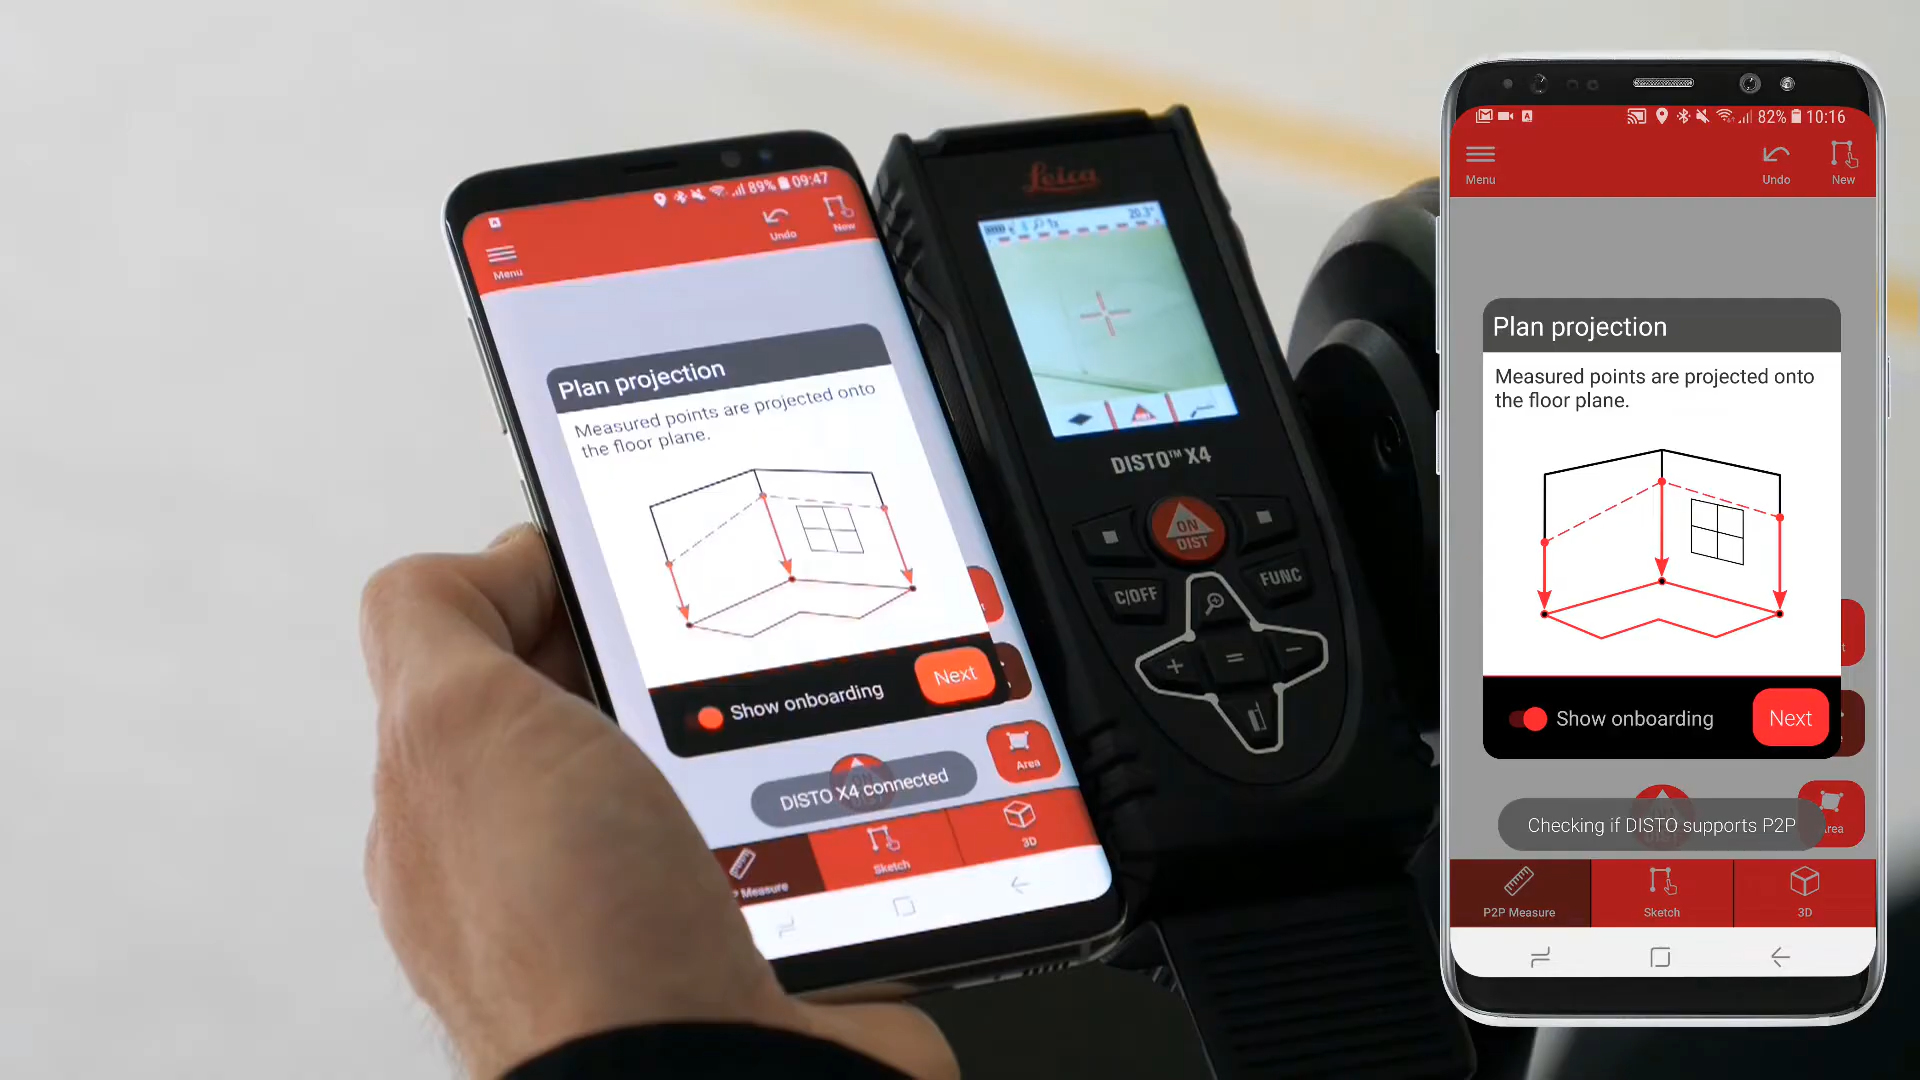 89% 09:47
Menu
Undo
New
Plan projection
Measured points are projected onto
the floor plane.
Show onboarding
Next
DISTO X4 connected
Area
Measure
Sketch
3D
Leica
20.3°
DISTO™ X4
ON
DIST
C/OFF
FUNC
+
=
−
82% 10:16
Menu
Undo
New
Plan projection
Measured points are projected onto
the floor plane.
Show onboarding
Next
Checking if DISTO supports P2P
P2P Measure
Sketch
3D